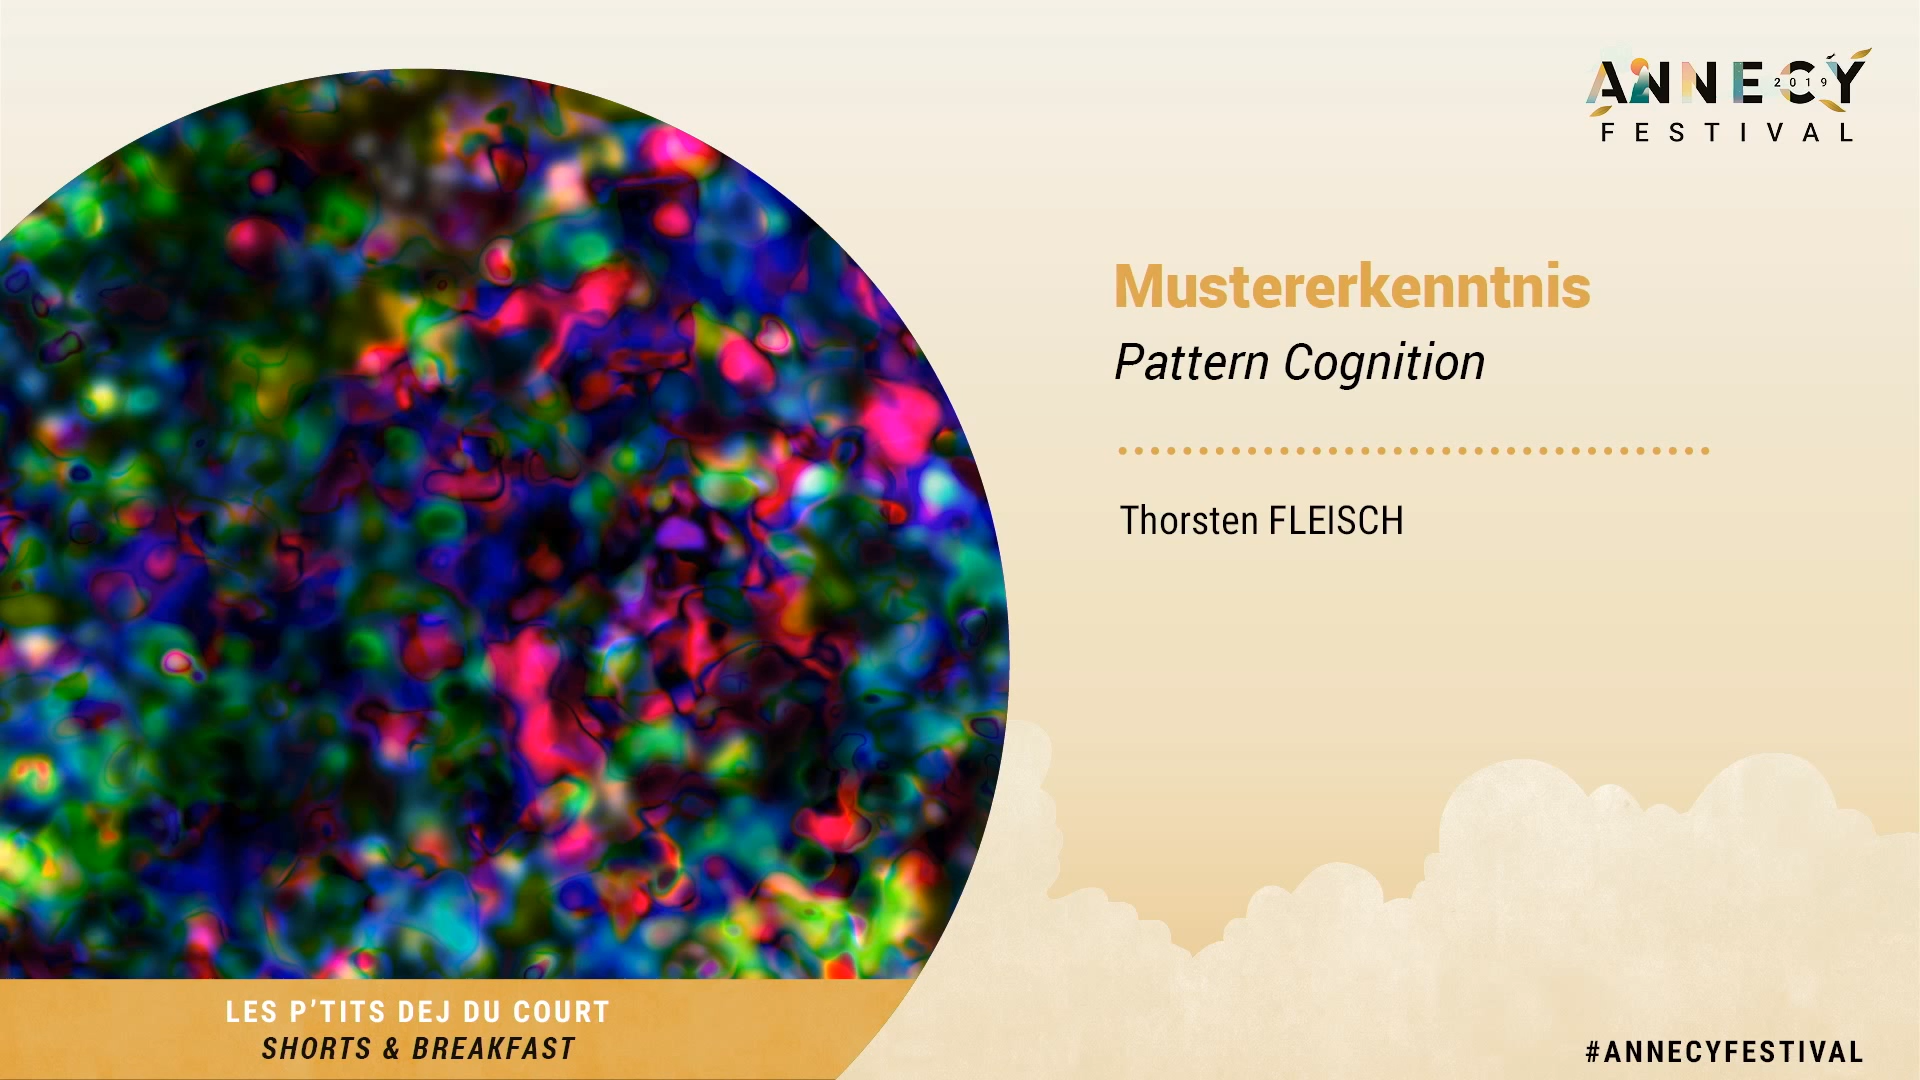 ANNECY
2019
FESTIVAL
Mustererkenntnis
Pattern Cognition
Thorsten FLEISCH
LES P'TITS DEJ DU COURT
SHORTS & BREAKFAST
#ANNECYFESTIVAL